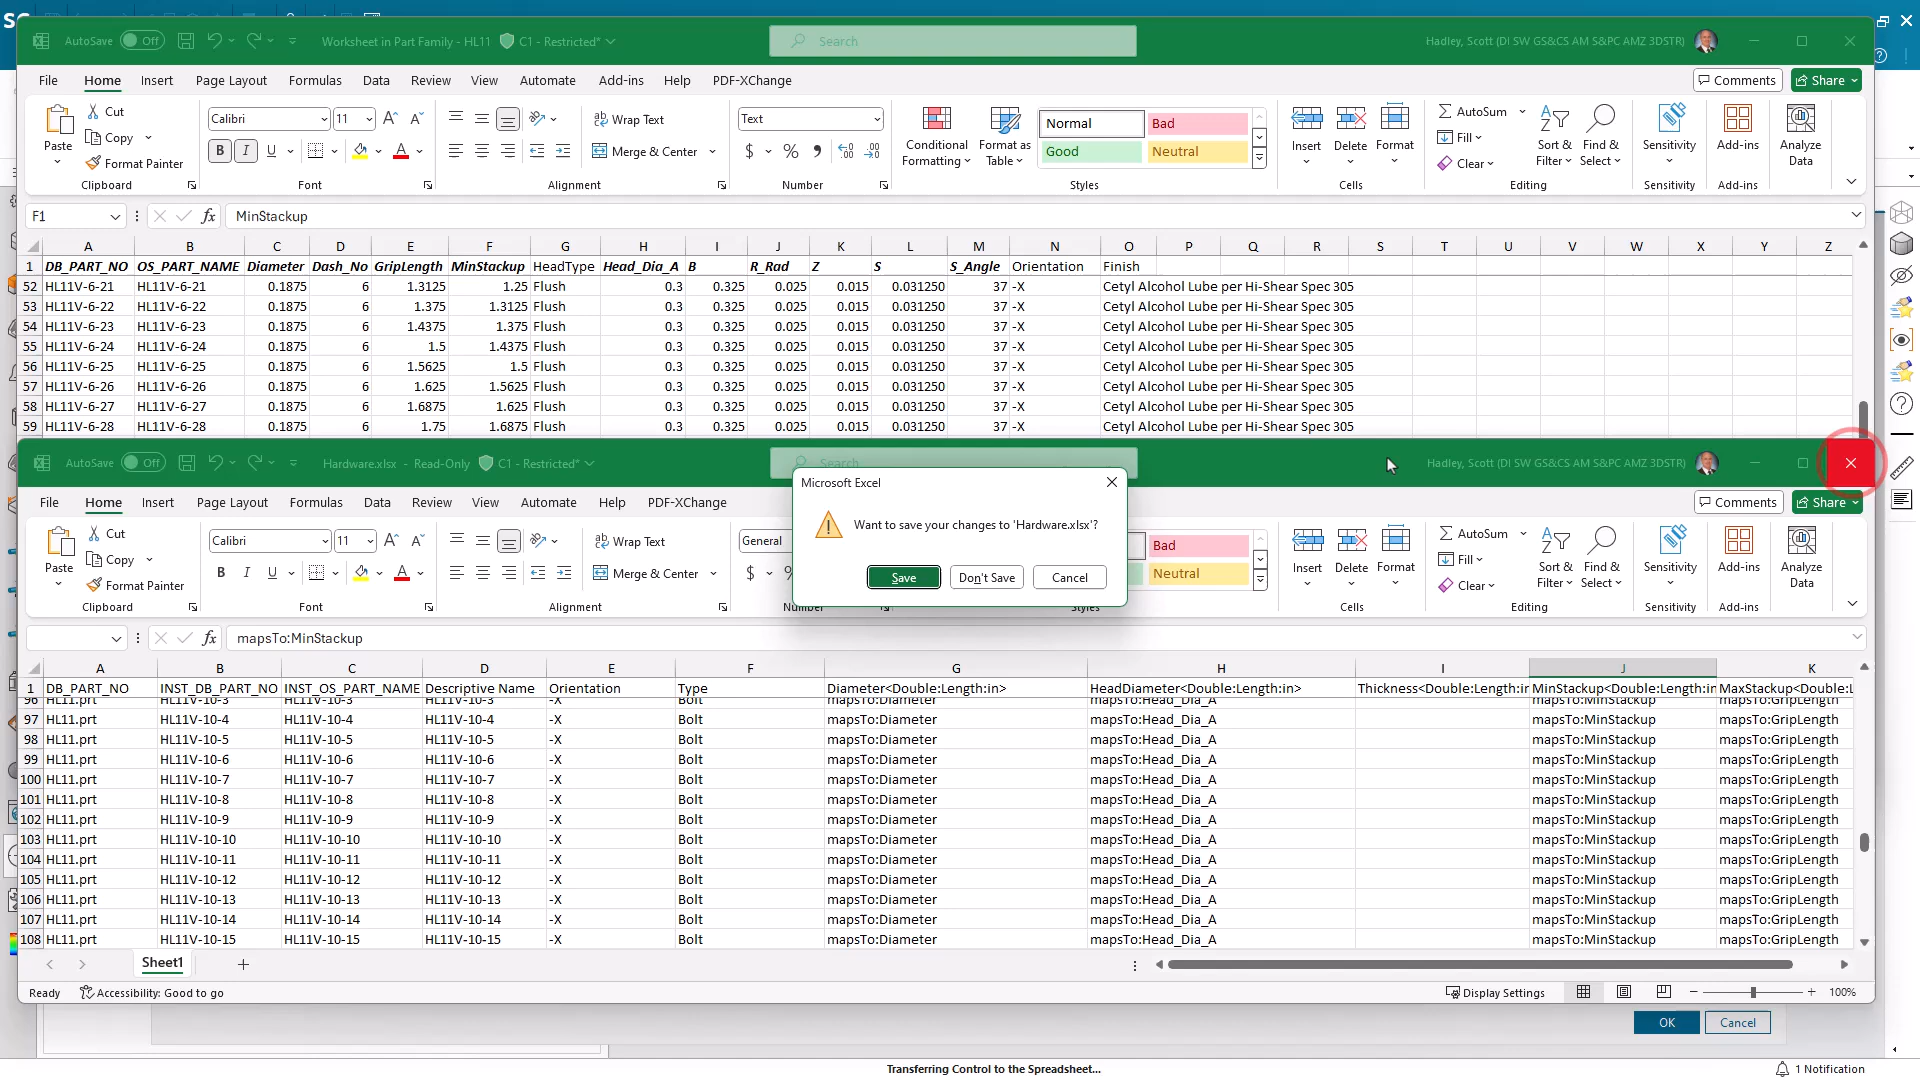 AutoSave Off Worksheet in Part Family - HL11 C1 - Restricted* Search Hadley, Scott (DI SW GS&CS AM S&PC AMZ 3DSTR)
File Home Insert Page Layout Formulas Data Review View Automate Add-ins Help PDF-XChange Comments Share
Paste Cut Calibri 11 Wrap Text Text Conditional Formatting Format as Table Normal Bad Insert Delete Format AutoSum Sort & Filter Find & Select Sensitivity Add-ins Analyze Data
Copy B I U Merge & Center $ % Good Neutral Fill
Format Painter Clear
Clipboard Font Alignment Number Styles Cells Editing Sensitivity Add-ins
F1 fx MinStackup
A B C D E F G H I J K L M N O P Q R S T U V W X Y Z
1 DB_PART_NO OS_PART_NAME Diameter Dash_No GripLength MinStackup HeadType Head_Dia_A B R_Rad Z S S_Angle Orientation Finish
52 HL11V-6-21 HL11V-6-21 0.1875 6 1.3125 1.25 Flush 0.3 0.325 0.025 0.015 0.031250 37 -X Cetyl Alcohol Lube per Hi-Shear Spec 305
53 HL11V-6-22 HL11V-6-22 0.1875 6 1.375 1.3125 Flush 0.3 0.325 0.025 0.015 0.031250 37 -X Cetyl Alcohol Lube per Hi-Shear Spec 305
54 HL11V-6-23 HL11V-6-23 0.1875 6 1.4375 1.375 Flush 0.3 0.325 0.025 0.015 0.031250 37 -X Cetyl Alcohol Lube per Hi-Shear Spec 305
55 HL11V-6-24 HL11V-6-24 0.1875 6 1.5 1.4375 Flush 0.3 0.325 0.025 0.015 0.031250 37 -X Cetyl Alcohol Lube per Hi-Shear Spec 305
56 HL11V-6-25 HL11V-6-25 0.1875 6 1.5625 1.5 Flush 0.3 0.325 0.025 0.015 0.031250 37 -X Cetyl Alcohol Lube per Hi-Shear Spec 305
57 HL11V-6-26 HL11V-6-26 0.1875 6 1.625 1.5625 Flush 0.3 0.325 0.025 0.015 0.031250 37 -X Cetyl Alcohol Lube per Hi-Shear Spec 305
58 HL11V-6-27 HL11V-6-27 0.1875 6 1.6875 1.625 Flush 0.3 0.325 0.025 0.015 0.031250 37 -X Cetyl Alcohol Lube per Hi-Shear Spec 305
59 HL11V-6-28 HL11V-6-28 0.1875 6 1.75 1.6875 Flush 0.3 0.325 0.025 0.015 0.031250 37 -X Cetyl Alcohol Lube per Hi-Shear Spec 305
AutoSave Off Hardware.xlsx - Read-Only C1 - Restricted* Search Hadley, Scott (DI SW GS&CS AM S&PC AMZ 3DSTR)
Microsoft Excel
Want to save your changes to 'Hardware.xlsx'?
Save Don't Save Cancel
File Home Insert Page Layout Formulas Data Review View Automate Add-ins Help PDF-XChange Comments Share
Paste Cut Calibri 11 Wrap Text General Bad Insert Delete Format AutoSum Sort & Filter Find & Select Sensitivity Add-ins Analyze Data
Copy B I U Merge & Center $ % Neutral Fill
Format Painter Clear
Clipboard Font Alignment Number Styles Cells Editing Sensitivity Add-ins
fx mapsTo:MinStackup
A B C D E F G H I J K
1 DB_PART_NO INST_DB_PART_NO INST_OS_PART_NAME Descriptive Name Orientation Type Diameter<Double:Length:in> HeadDiameter<Double:Length:in> Thickness<Double:Length:in MinStackup<Double:Length:in MaxStackup<Double:L
96 HL11.prt HL11V-10-3 HL11V-10-3 HL11V-10-3 -X Bolt mapsTo:Diameter mapsTo:Head_Dia_A mapsTo:MinStackup mapsTo:GripLength
97 HL11.prt HL11V-10-4 HL11V-10-4 HL11V-10-4 -X Bolt mapsTo:Diameter mapsTo:Head_Dia_A mapsTo:MinStackup mapsTo:GripLength
98 HL11.prt HL11V-10-5 HL11V-10-5 HL11V-10-5 -X Bolt mapsTo:Diameter mapsTo:Head_Dia_A mapsTo:MinStackup mapsTo:GripLength
99 HL11.prt HL11V-10-6 HL11V-10-6 HL11V-10-6 -X Bolt mapsTo:Diameter mapsTo:Head_Dia_A mapsTo:MinStackup mapsTo:GripLength
100 HL11.prt HL11V-10-7 HL11V-10-7 HL11V-10-7 -X Bolt mapsTo:Diameter mapsTo:Head_Dia_A mapsTo:MinStackup mapsTo:GripLength
101 HL11.prt HL11V-10-8 HL11V-10-8 HL11V-10-8 -X Bolt mapsTo:Diameter mapsTo:Head_Dia_A mapsTo:MinStackup mapsTo:GripLength
102 HL11.prt HL11V-10-9 HL11V-10-9 HL11V-10-9 -X Bolt mapsTo:Diameter mapsTo:Head_Dia_A mapsTo:MinStackup mapsTo:GripLength
103 HL11.prt HL11V-10-10 HL11V-10-10 HL11V-10-10 -X Bolt mapsTo:Diameter mapsTo:Head_Dia_A mapsTo:MinStackup mapsTo:GripLength
104 HL11.prt HL11V-10-11 HL11V-10-11 HL11V-10-11 -X Bolt mapsTo:Diameter mapsTo:Head_Dia_A mapsTo:MinStackup mapsTo:GripLength
105 HL11.prt HL11V-10-12 HL11V-10-12 HL11V-10-12 -X Bolt mapsTo:Diameter mapsTo:Head_Dia_A mapsTo:MinStackup mapsTo:GripLength
106 HL11.prt HL11V-10-13 HL11V-10-13 HL11V-10-13 -X Bolt mapsTo:Diameter mapsTo:Head_Dia_A mapsTo:MinStackup mapsTo:GripLength
107 HL11.prt HL11V-10-14 HL11V-10-14 HL11V-10-14 -X Bolt mapsTo:Diameter mapsTo:Head_Dia_A mapsTo:MinStackup mapsTo:GripLength
108 HL11.prt HL11V-10-15 HL11V-10-15 HL11V-10-15 -X Bolt mapsTo:Diameter mapsTo:Head_Dia_A mapsTo:MinStackup mapsTo:GripLength
Sheet1
Ready Accessibility: Good to go Display Settings 100%
OK Cancel
Transferring Control to the Spreadsheet... 1 Notification